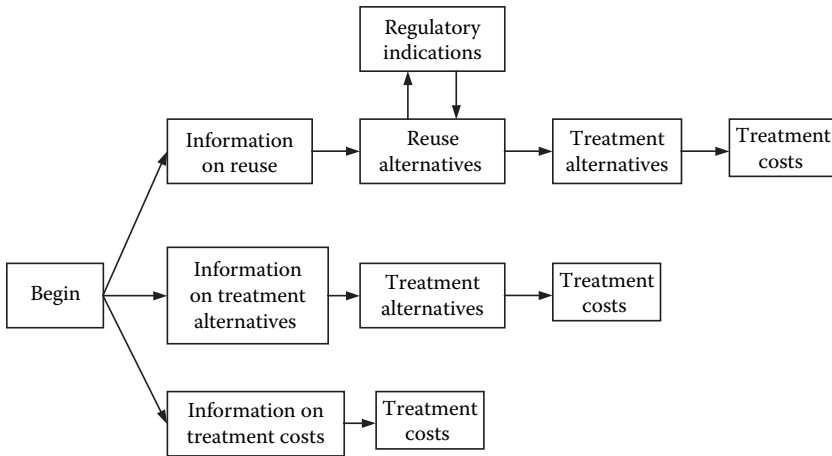 Regulatory
indications
Information
on reuse
Reuse
alternatives
Treatment
alternatives
Treatment
costs
Begin
Information
on treatment
alternatives
Treatment
alternatives
Treatment
costs
Information on
treatment costs
Treatment
costs